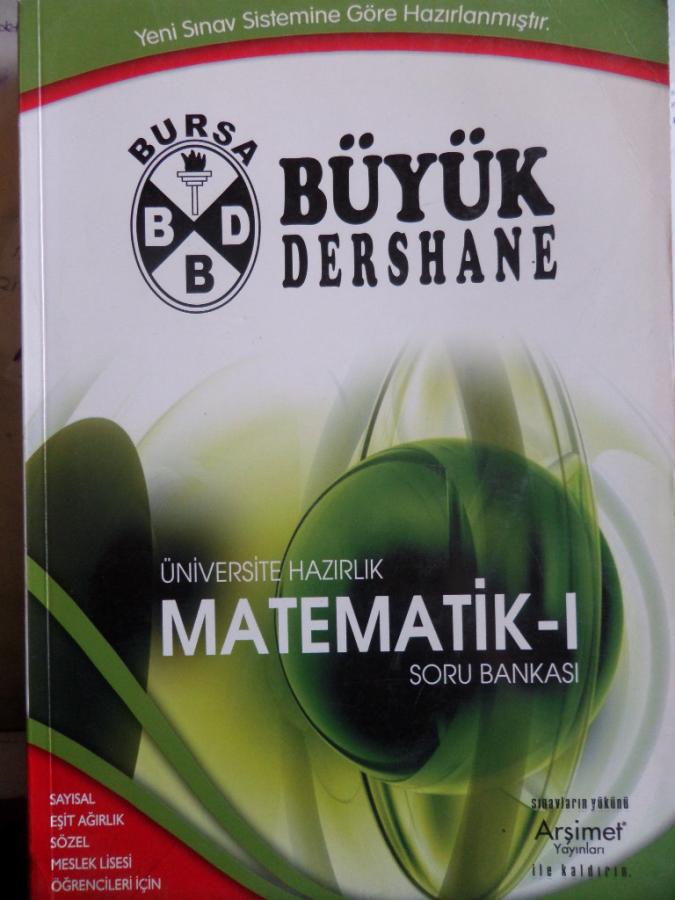 Yeni Sınav Sistemine Göre Hazırlanmıştır.
BURSA
B D
B
BÜYÜK
DERSHANE
ÜNİVERSİTE HAZIRLIK
MATEMATİK-I
SORU BANKASI
SAYISAL
EŞİT AĞIRLIK
SÖZEL
MESLEK LİSESİ
ÖĞRENCİLERİ İÇİN
sınavların yükünü
Arşimet
Yayınları
ile kaldırın.